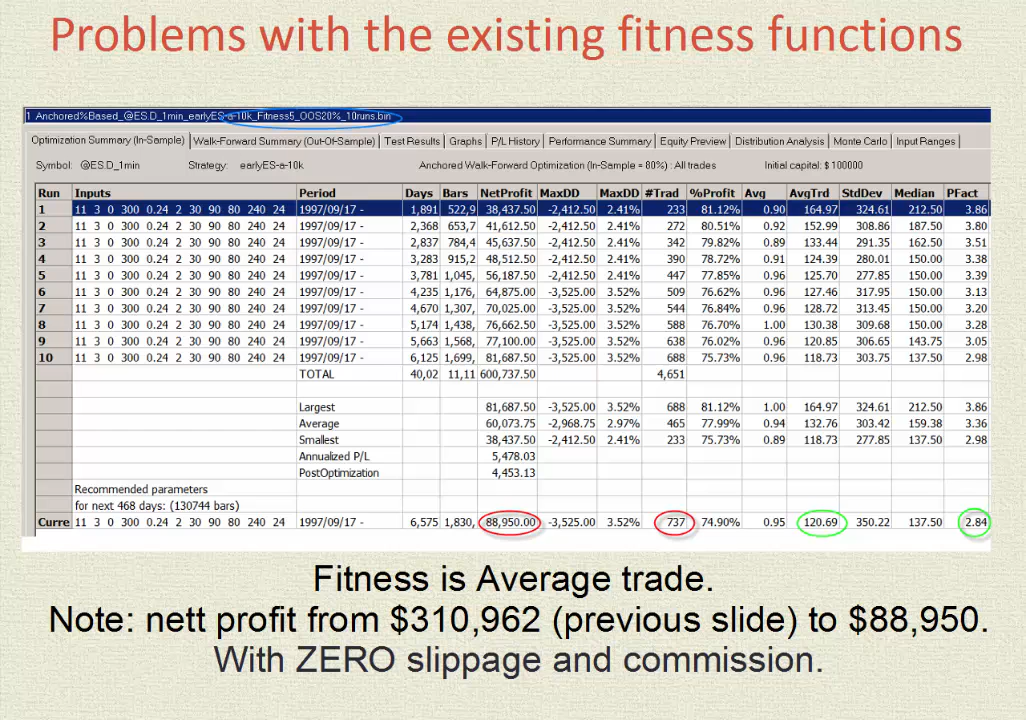 Problems with the existing fitness functions
1 Anchored%Based_@ES.D_1min_earlyES-a-10k_Fitness5_OOS20%_10runs.bin
Optimization Summary (In-Sample) Walk-Forward Summary (Out-Of-Sample) Test Results Graphs P/L History Performance Summary Equity Preview Distribution Analysis Monte Carlo Input Ranges
Symbol: @ES.D_1min Strategy: earlyES-a-10k Anchored Walk-Forward Optimization (In-Sample = 80%) : All trades Initial capital: $ 100000
Run Inputs Period Days Bars NetProfit MaxDD MaxDD #Trad %Profit Avg AvgTrd StdDev Median PFact
1 11 3 0 300 0.24 2 30 90 80 240 24 1997/09/17 - 1,891 522,9 38,437.50 -2,412.50 2.41% 233 81.12% 0.90 164.97 324.61 212.50 3.86
2 11 3 0 300 0.24 2 30 90 80 240 24 1997/09/17 - 2,368 653,7 41,612.50 -2,412.50 2.41% 272 80.51% 0.92 152.99 308.86 187.50 3.80
3 11 3 0 300 0.24 2 30 90 80 240 24 1997/09/17 - 2,837 784,4 45,637.50 -2,412.50 2.41% 342 79.82% 0.89 133.44 291.35 162.50 3.51
4 11 3 0 300 0.24 2 30 90 80 240 24 1997/09/17 - 3,283 915,2 48,512.50 -2,412.50 2.41% 390 78.72% 0.91 124.39 280.01 150.00 3.38
5 11 3 0 300 0.24 2 30 90 80 240 24 1997/09/17 - 3,781 1,045, 56,187.50 -2,412.50 2.41% 447 77.85% 0.96 125.70 277.85 150.00 3.39
6 11 3 0 300 0.24 2 30 90 80 240 24 1997/09/17 - 4,235 1,176, 64,875.00 -3,525.00 3.52% 509 76.62% 0.96 127.46 317.95 150.00 3.13
7 11 3 0 300 0.24 2 30 90 80 240 24 1997/09/17 - 4,670 1,307, 70,025.00 -3,525.00 3.52% 544 76.84% 0.96 128.72 313.45 150.00 3.20
8 11 3 0 300 0.24 2 30 90 80 240 24 1997/09/17 - 5,174 1,438, 76,662.50 -3,525.00 3.52% 588 76.70% 1.00 130.38 309.68 150.00 3.28
9 11 3 0 300 0.24 2 30 90 80 240 24 1997/09/17 - 5,663 1,568, 77,100.00 -3,525.00 3.52% 638 76.02% 0.96 120.85 306.65 143.75 3.05
10 11 3 0 300 0.24 2 30 90 80 240 24 1997/09/17 - 6,125 1,699, 81,687.50 -3,525.00 3.52% 688 75.73% 0.96 118.73 303.75 137.50 2.98
TOTAL 40,02 11,11 600,737.50 4,651
Largest 81,687.50 -3,525.00 3.52% 688 81.12% 1.00 164.97 324.61 212.50 3.86
Average 60,073.75 -2,968.75 2.97% 465 77.99% 0.94 132.76 303.42 159.38 3.36
Smallest 38,437.50 -2,412.50 2.41% 233 75.73% 0.89 118.73 277.85 137.50 2.98
Annualized P/L 5,478.03
PostOptimization 4,453.13
Recommended parameters
for next 468 days: (130744 bars)
Curre 11 3 0 300 0.24 2 30 90 80 240 24 1997/09/17 - 6,575 1,830, 88,950.00 -3,525.00 3.52% 737 74.90% 0.95 120.69 350.22 137.50 2.84
Fitness is Average trade.
Note: nett profit from $310,962 (previous slide) to $88,950.
With ZERO slippage and commission.